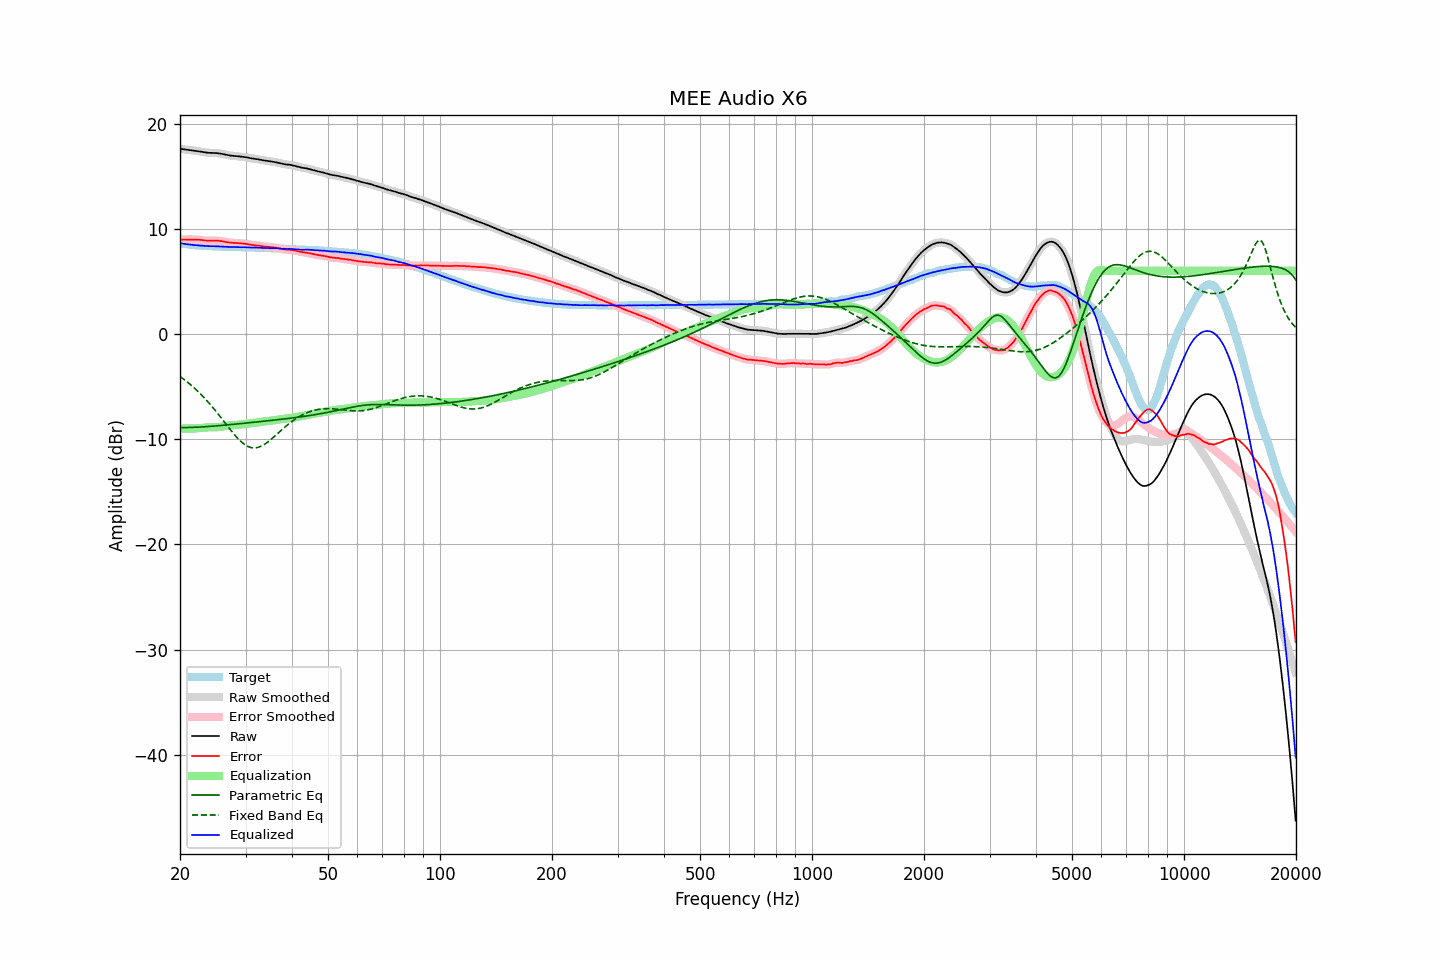 MEE Audio X6
20
10
0
−10
−20
−30
−40
Amplitude (dBr)
Target
Raw Smoothed
Error Smoothed
Raw
Error
Equalization
Parametric Eq
Fixed Band Eq
Equalized
20 50 100 200 500 1000 2000 5000 10000 20000
Frequency (Hz)